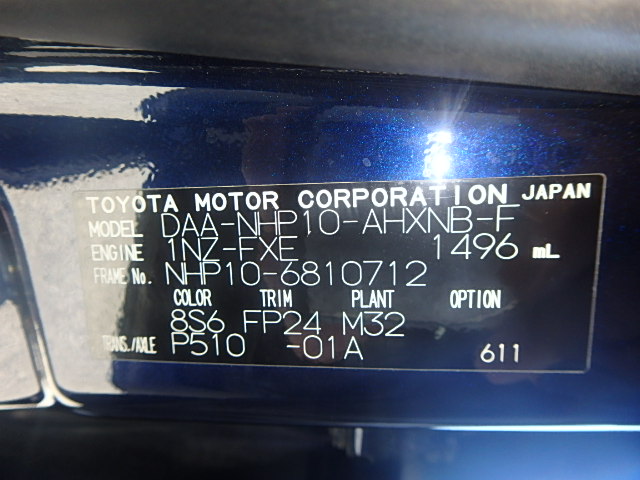 TOYOTA MOTOR CORPORATION JAPAN
MODEL DAA-NHP10-AHXNB-F
ENGINE 1NZ-FXE 1496 mL
FRAME No. NHP10-6810712
COLOR TRIM PLANT OPTION
8S6 FP24 M32
TRANS./AXLE P510 -01A 611